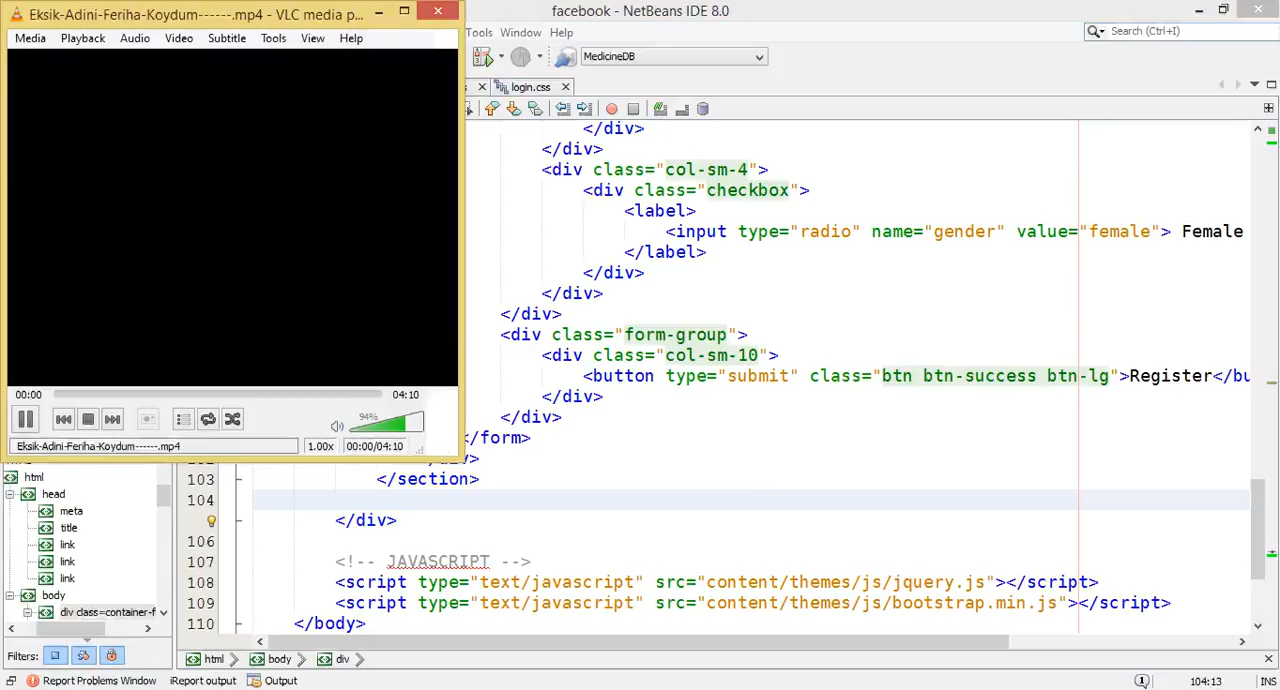 Eksik-Adini-Feriha-Koydum------.mp4 - VLC media p...
Media Playback Audio Video Subtitle Tools View Help
00:00 04:10
94%
Eksik-Adini-Feriha-Koydum------.mp4 1.00x 00:00/04:10
facebook - NetBeans IDE 8.0
Tools Window Help
Search (Ctrl+I)
MedicineDB
login.css
</div>
</div>
<div class="col-sm-4">
<div class="checkbox">
<label>
<input type="radio" name="gender" value="female"> Female
</label>
</div>
</div>
</div>
<div class="form-group">
<div class="col-sm-10">
<button type="submit" class="btn btn-success btn-lg">Register</bu
</div>
</div>
</form>
103 </section>
104
</div>
106
107 <!-- JAVASCRIPT -->
108 <script type="text/javascript" src="content/themes/js/jquery.js"></script>
109 <script type="text/javascript" src="content/themes/js/bootstrap.min.js"></script>
110 </body>
html
head
meta
title
link
link
link
body
div class=container-f
Filters:
html body div
Report Problems Window iReport output Output
1 104:13 INS